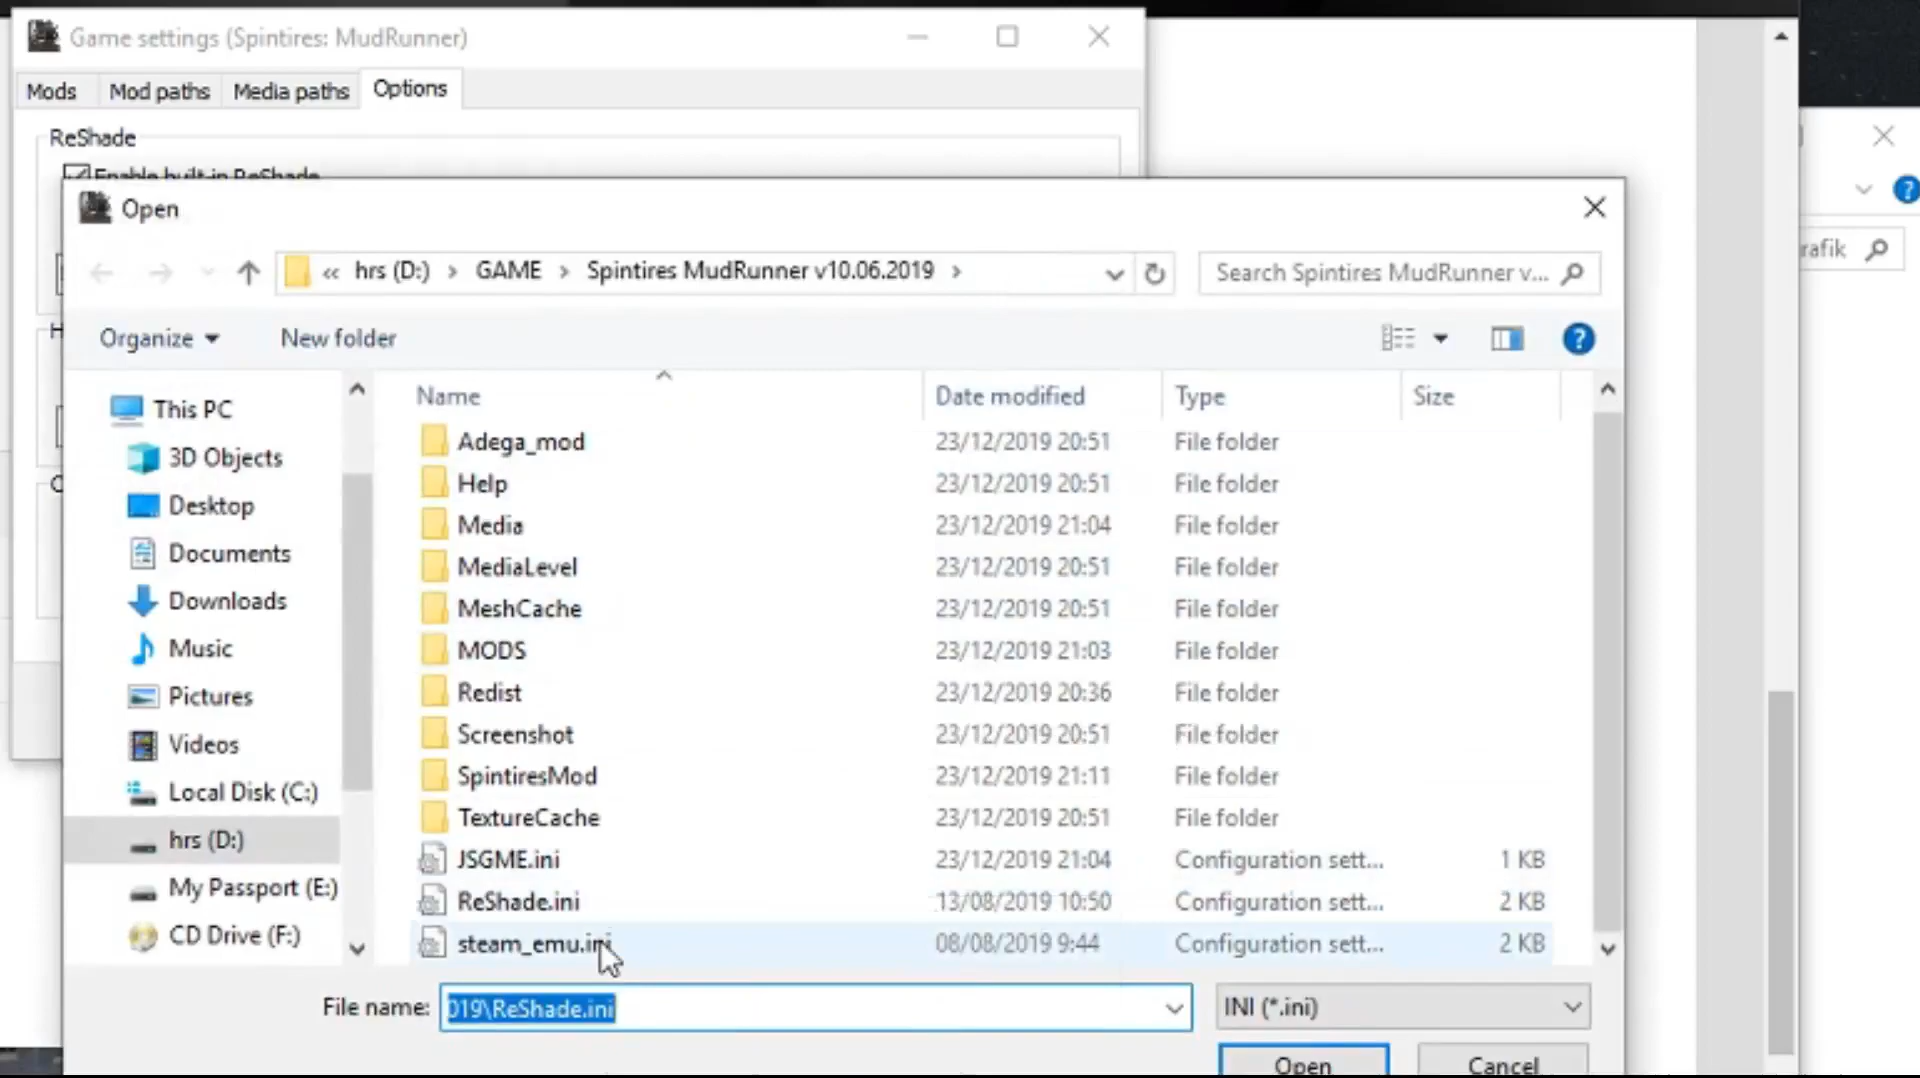 Game settings (Spintires: MudRunner)
Mods Mod paths Media paths Options
ReShade
Enable built-in ReShade
Open
« hrs (D:) › GAME › Spintires MudRunner v10.06.2019 ›
Search Spintires MudRunner v...
rafik
Organize New folder
?
?
Name Date modified Type Size
This PC
3D Objects
Desktop
Documents
Downloads
Music
Pictures
Videos
Local Disk (C:)
hrs (D:)
My Passport (E:)
CD Drive (F:)
Adega_mod 23/12/2019 20:51 File folder
Help 23/12/2019 20:51 File folder
Media 23/12/2019 21:04 File folder
MediaLevel 23/12/2019 20:51 File folder
MeshCache 23/12/2019 20:51 File folder
MODS 23/12/2019 21:03 File folder
Redist 23/12/2019 20:36 File folder
Screenshot 23/12/2019 20:51 File folder
SpintiresMod 23/12/2019 21:11 File folder
TextureCache 23/12/2019 20:51 File folder
JSGME.ini 23/12/2019 21:04 Configuration sett... 1 KB
ReShade.ini 13/08/2019 10:50 Configuration sett... 2 KB
steam_emu.ini 08/08/2019 9:44 Configuration sett... 2 KB
File name: 019\ReShade.ini INI (*.ini)
Open Cancel